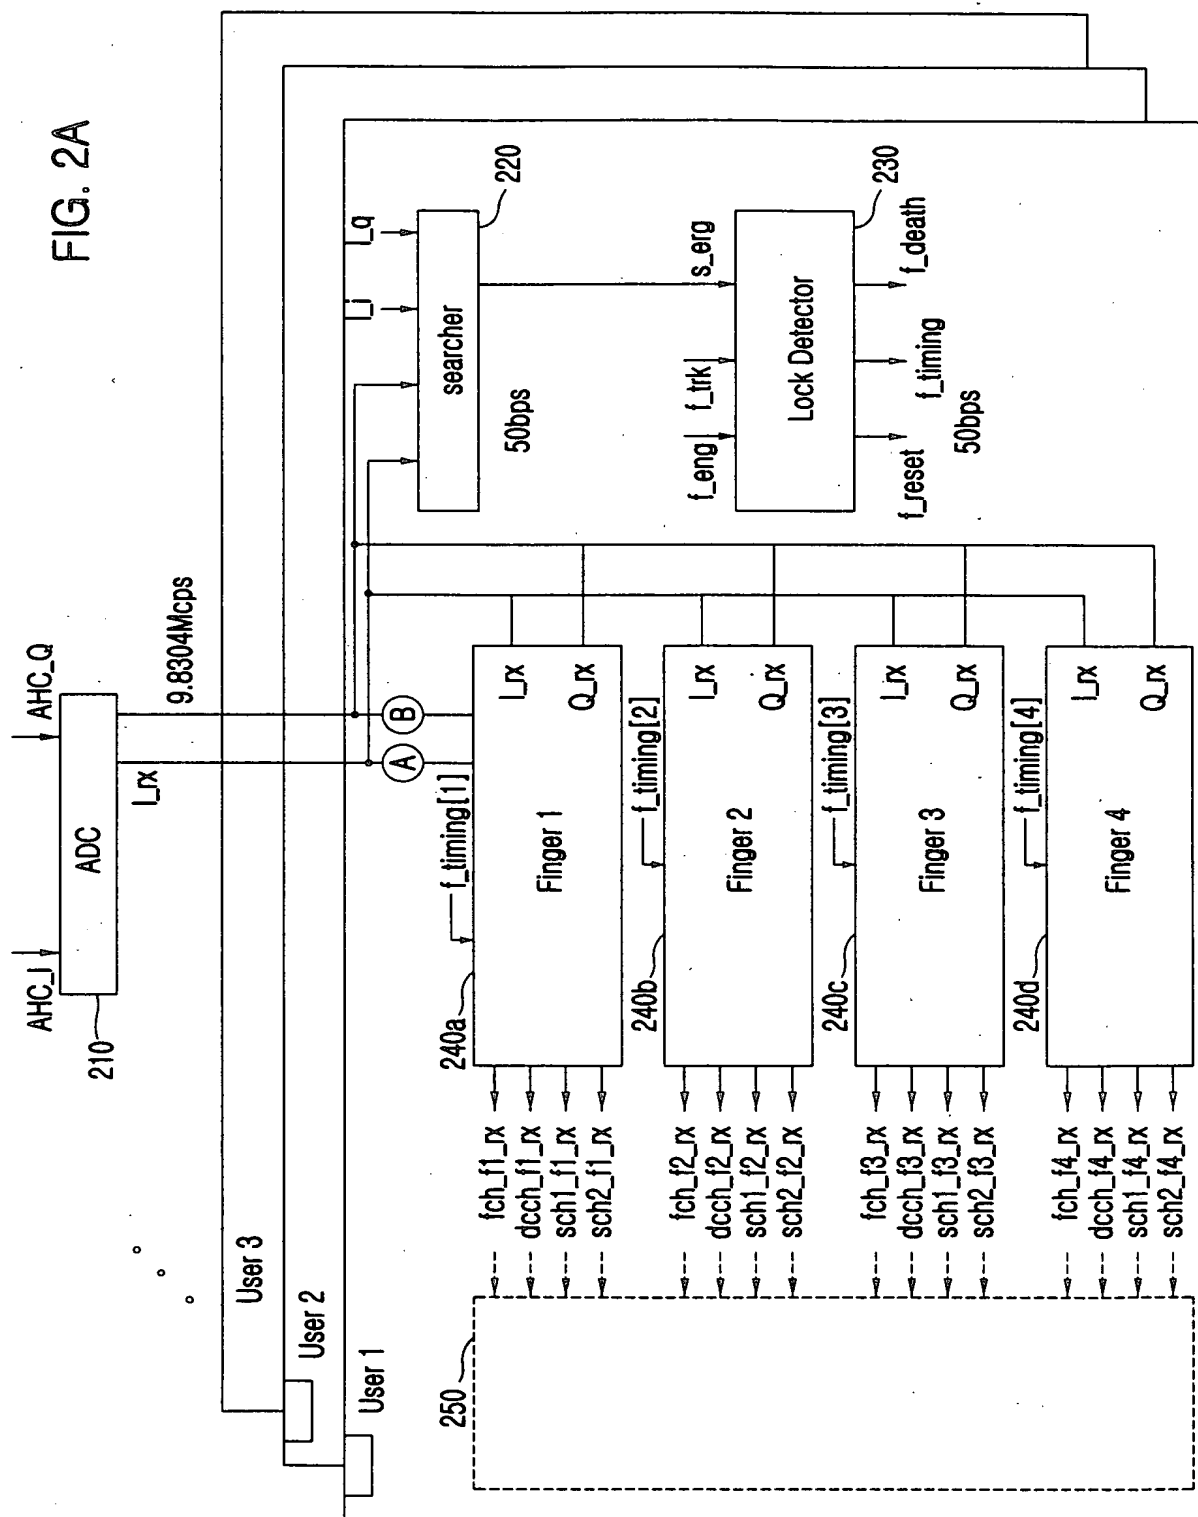 FIG. 2A
AHC_I
AHC_Q
ADC
210
I_rx
9.8304Mcps
User 3
User 2
User 1
A
B
I_i
I_q
searcher
220
50bps
f_eng
f_trk
s_erg
Lock Detector
230
f_reset
f_timing
f_death
50bps
240a
f_timing[1]
Finger 1
I_rx
Q_rx
fch_f1_rx
dcch_f1_rx
sch1_f1_rx
sch2_f1_rx
240b
f_timing[2]
Finger 2
I_rx
Q_rx
fch_f2_rx
dcch_f2_rx
sch1_f2_rx
sch2_f2_rx
240c
f_timing[3]
Finger 3
I_rx
Q_rx
fch_f3_rx
dcch_f3_rx
sch1_f3_rx
sch2_f3_rx
240d
f_timing[4]
Finger 4
I_rx
Q_rx
fch_f4_rx
dcch_f4_rx
sch1_f4_rx
sch2_f4_rx
250